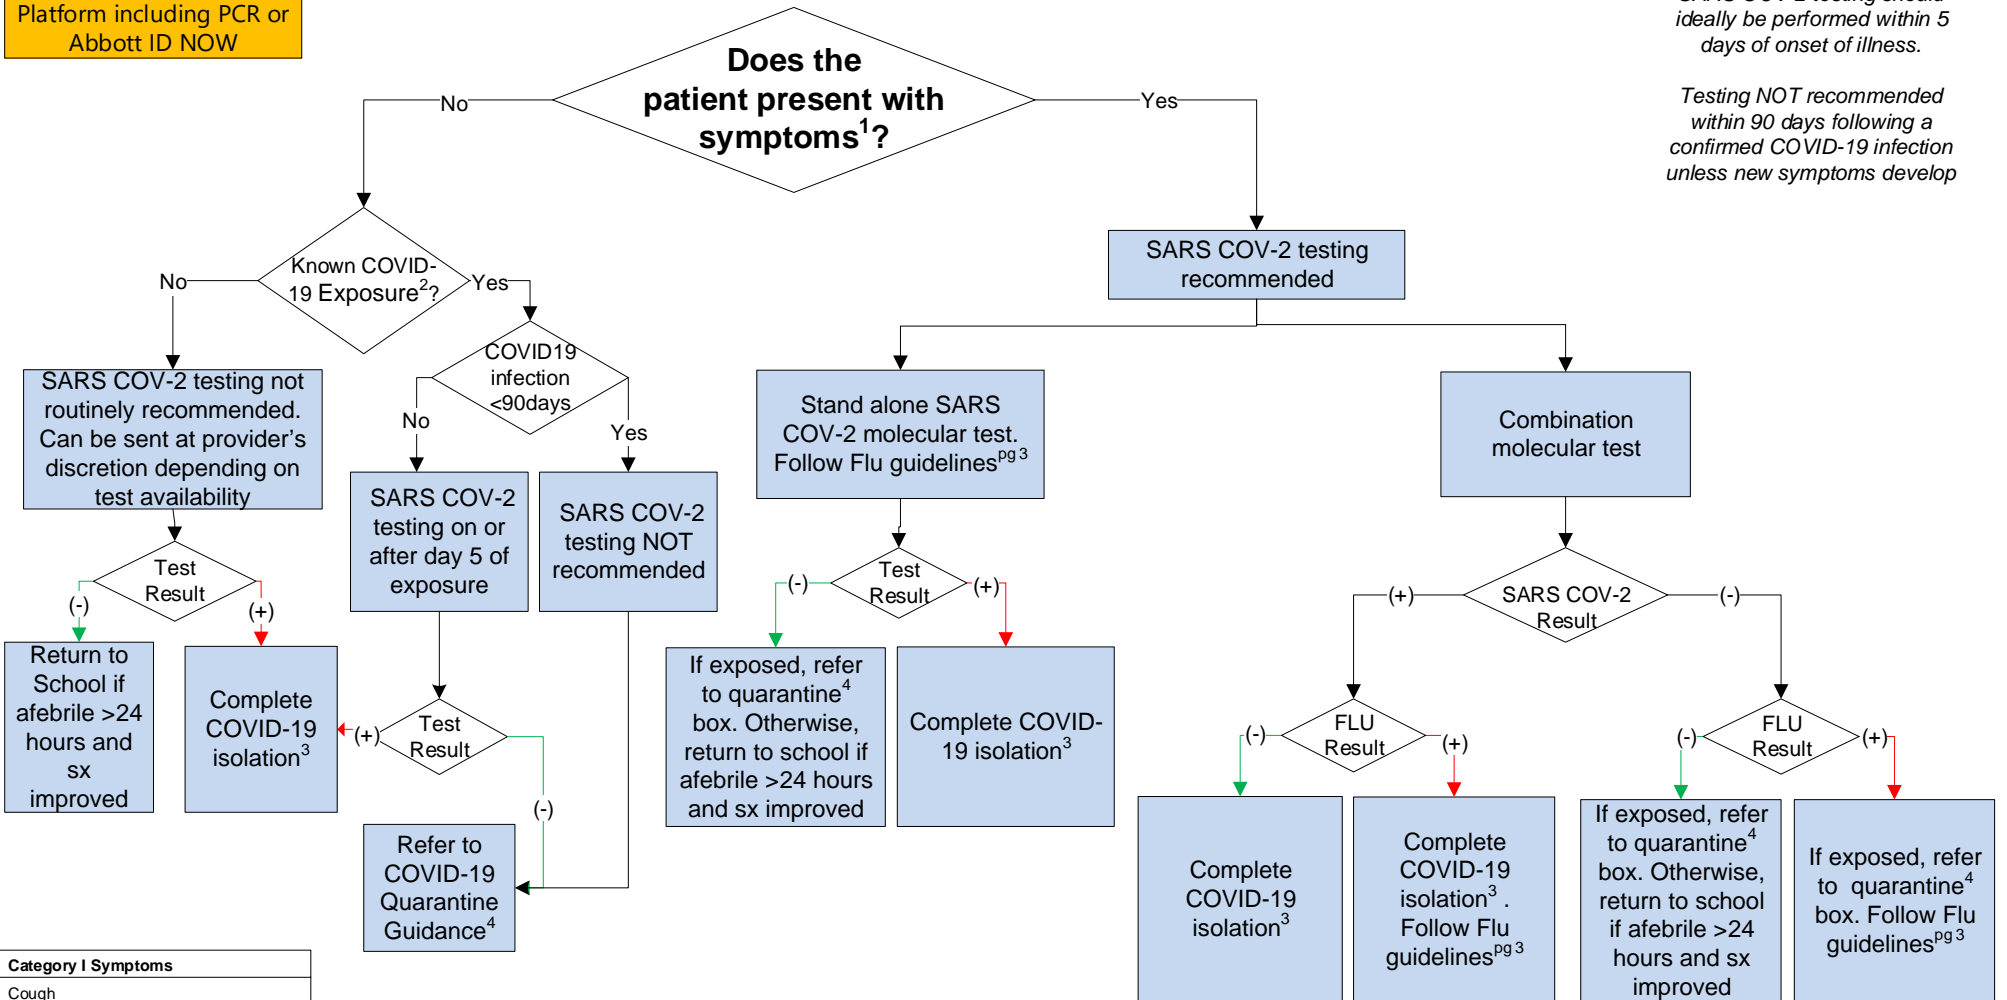 Platform including PCR or
Abbott ID NOW
SARS COV-2 testing should
ideally be performed within 5
days of onset of illness.
Testing NOT recommended
within 90 days following a
confirmed COVID-19 infection
unless new symptoms develop
Does the
patient present with
symptoms1?
No
Yes
Known COVID-
19 Exposure2?
No
Yes
SARS COV-2 testing
recommended
COVID19
infection
<90days
No
Yes
SARS COV-2 testing not
routinely recommended.
Can be sent at provider's
discretion depending on
test availability
SARS COV-2
testing on or
after day 5 of
exposure
SARS COV-2
testing NOT
recommended
Stand alone SARS
COV-2 molecular test.
Follow Flu guidelinespg 3
Combination
molecular test
Test
Result
(-)
(+)
Return to
School if
afebrile >24
hours and
sx
improved
Complete
COVID-19
isolation3
Test
Result
(+)
(-)
Refer to
COVID-19
Quarantine
Guidance4
Test
Result
(-)
(+)
If exposed, refer
to quarantine4
box. Otherwise,
return to school if
afebrile >24 hours
and sx improved
Complete COVID-
19 isolation3
SARS COV-2
Result
(+)
(-)
FLU
Result
(-)
(+)
Complete
COVID-19
isolation3
Complete
COVID-19
isolation3 .
Follow Flu
guidelinespg 3
FLU
Result
(-)
(+)
If exposed, refer
to quarantine4
box. Otherwise,
return to school
if afebrile >24
hours and sx
improved
If exposed, refer
to quarantine4
box. Follow Flu
guidelinespg 3
Category I Symptoms
Cough